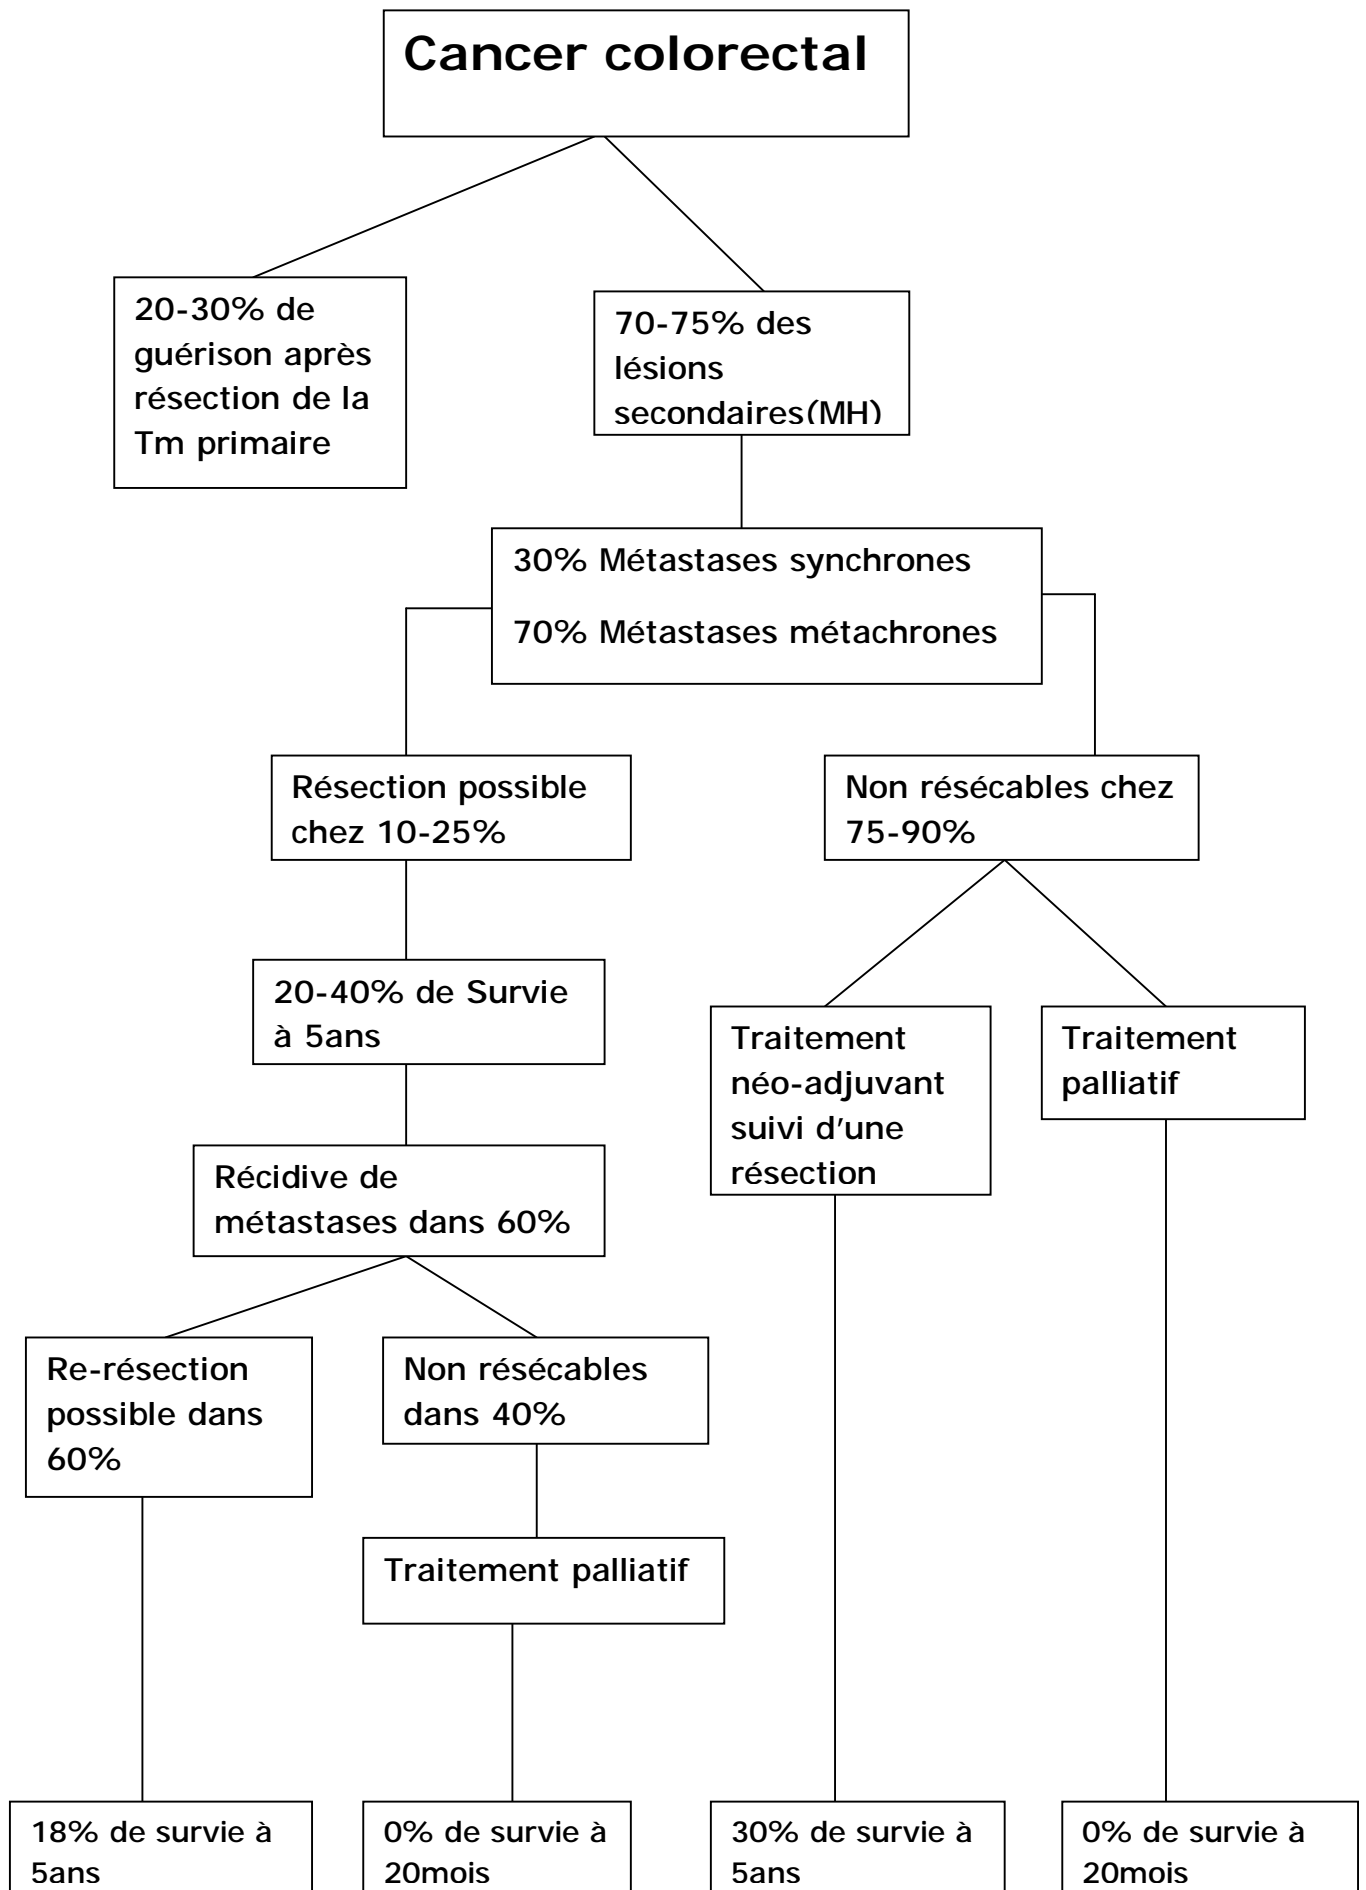 Cancer colorectal
20-30% de
guérison après
résection de la
Tm primaire
70-75% des
lésions
secondaires(MH)
30% Métastases synchrones
70% Métastases métachrones
Résection possible
chez 10-25%
Non résécables chez
75-90%
20-40% de Survie
à 5ans
Traitement
néo-adjuvant
suivi d’une
résection
Traitement
palliatif
Récidive de
métastases dans 60%
Re-résection
possible dans
60%
Non résécables
dans 40%
Traitement palliatif
18% de survie à
5ans
0% de survie à
20mois
30% de survie à
5ans
0% de survie à
20mois